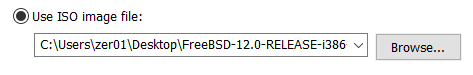 Use ISO image file:
C:\Users\zer01\Desktop\FreeBSD-12.0-RELEASE-i386
Browse...